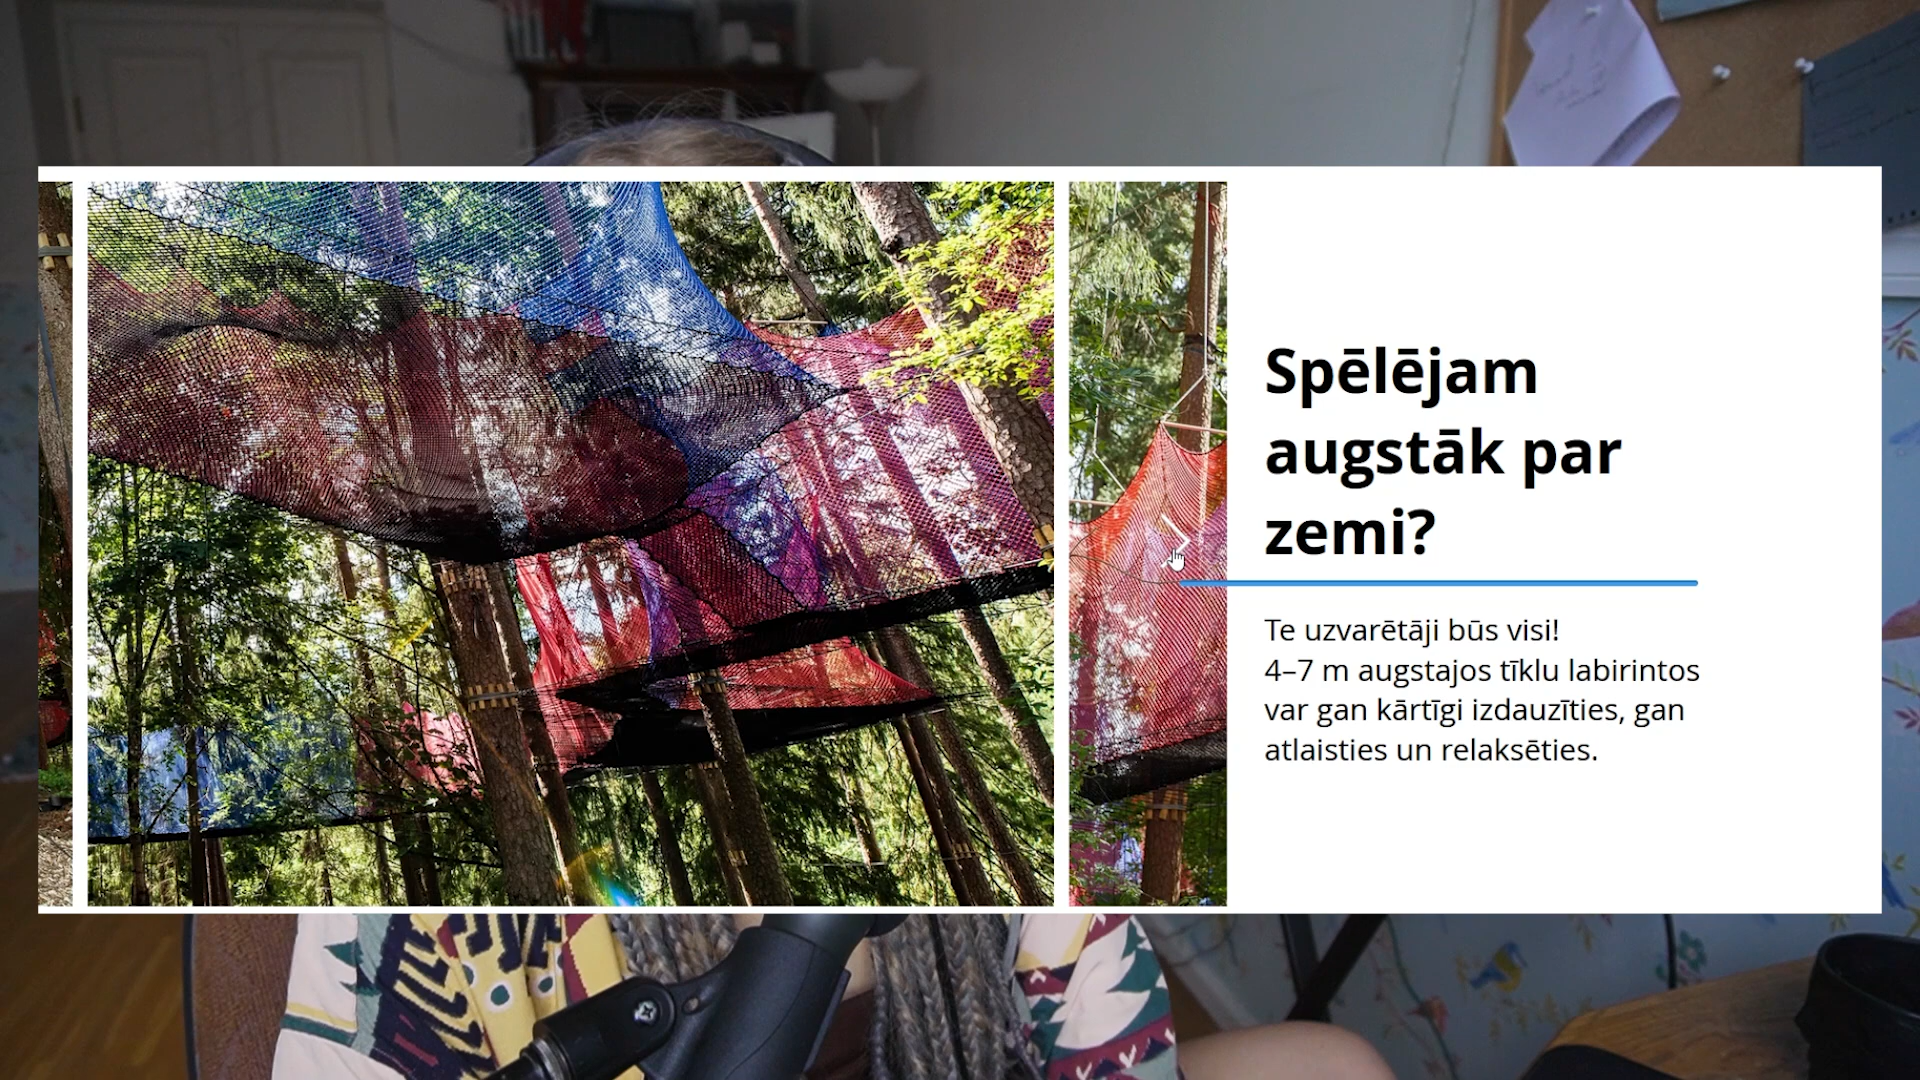 Spēlējam
augstāk par
zemi?
Te uzvarētāji būs visi!
4–7 m augstajos tīklu labirintos
var gan kārtīgi izdauzīties, gan
atlaisties un relaksēties.